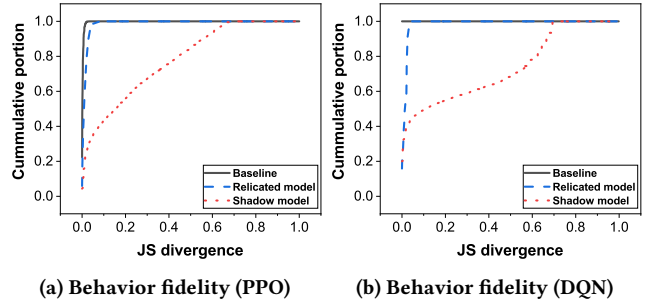 Cummulative portion
1.0
0.8
0.6
0.4
0.2
0.0
Baseline
Relicated model
Shadow model
0.0 0.2 0.4 0.6 0.8 1.0
JS divergence
(a) Behavior fidelity (PPO)
Cummulative portion
1.0
0.8
0.6
0.4
0.2
0.0
Baseline
Relicated model
Shadow model
0.0 0.2 0.4 0.6 0.8 1.0
JS divergence
(b) Behavior fidelity (DQN)